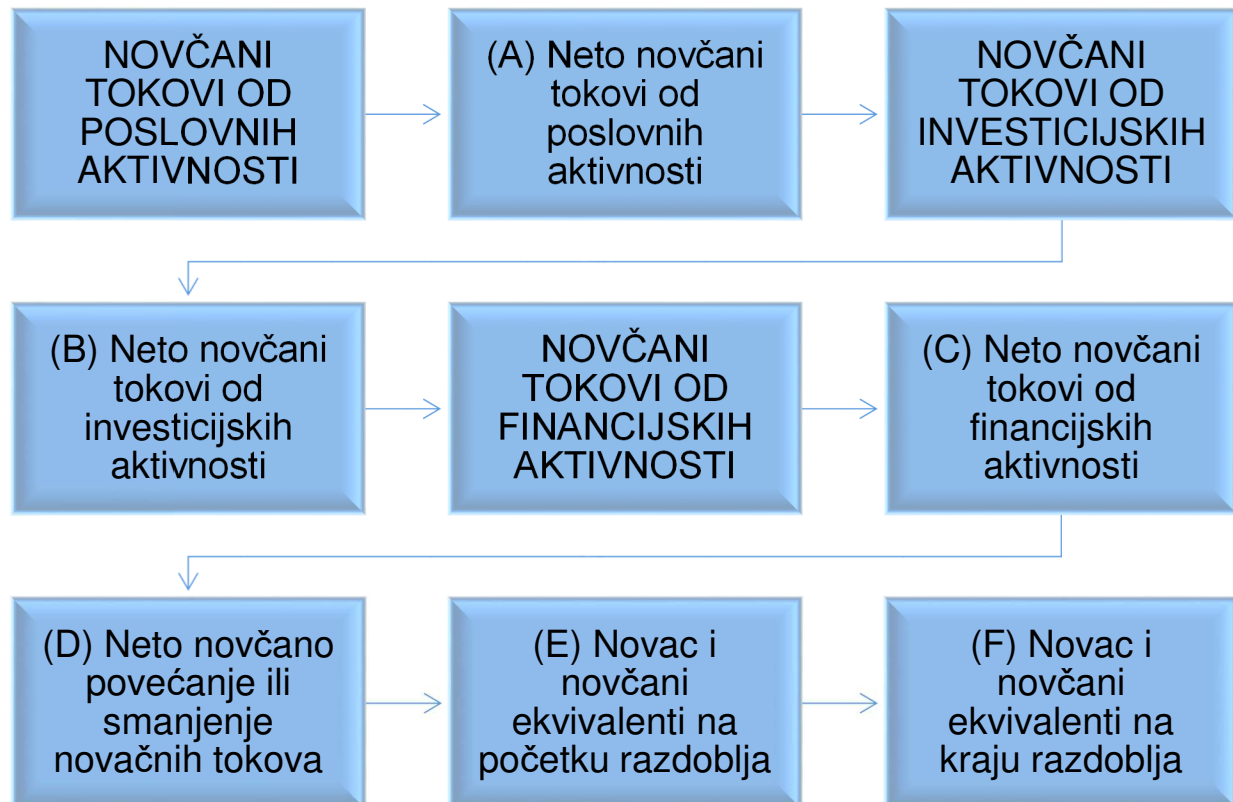 NOVČANI
TOKOVI OD
POSLOVNIH
AKTIVNOSTI
(A) Neto novčani
tokovi od
poslovnih
aktivnosti
NOVČANI
TOKOVI OD
INVESTICIJSKIH
AKTIVNOSTI
(B) Neto novčani
tokovi od
investicijskih
aktivnosti
NOVČANI
TOKOVI OD
FINANCIJSKIH
AKTIVNOSTI
(C) Neto novčani
tokovi od
financijskih
aktivnosti
(D) Neto novčano
povećanje ili
smanjenje
novačnih tokova
(E) Novac i
novčani
ekvivalenti na
početku razdoblja
(F) Novac i
novčani
ekvivalenti na
kraju razdoblja